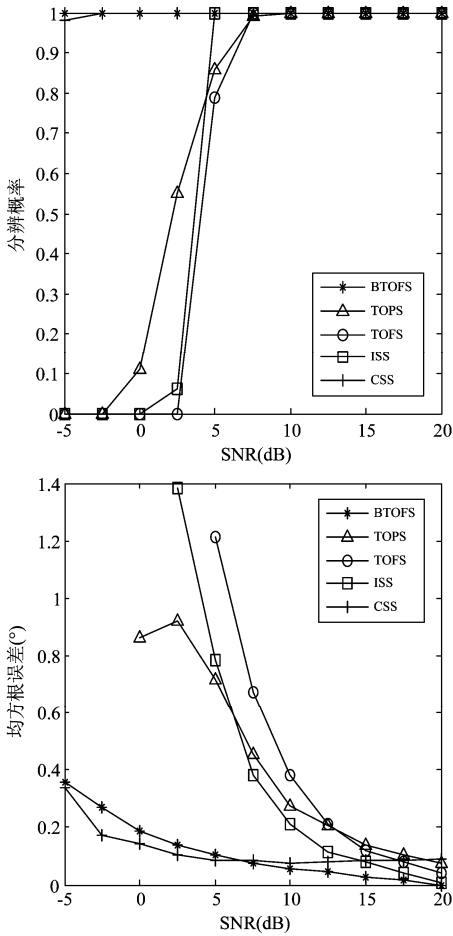 1
0.9
0.8
0.7
0.6
0.5
0.4
0.3
0.2
0.1
0
分辨概率
BTOFS
TOPS
TOFS
ISS
CSS
-5 0 5 10 15 20
SNR(dB)
1.4
1.2
1
0.8
0.6
0.4
0.2
0
均方根误差(°)
BTOFS
TOPS
TOFS
ISS
CSS
-5 0 5 10 15 20
SNR(dB)